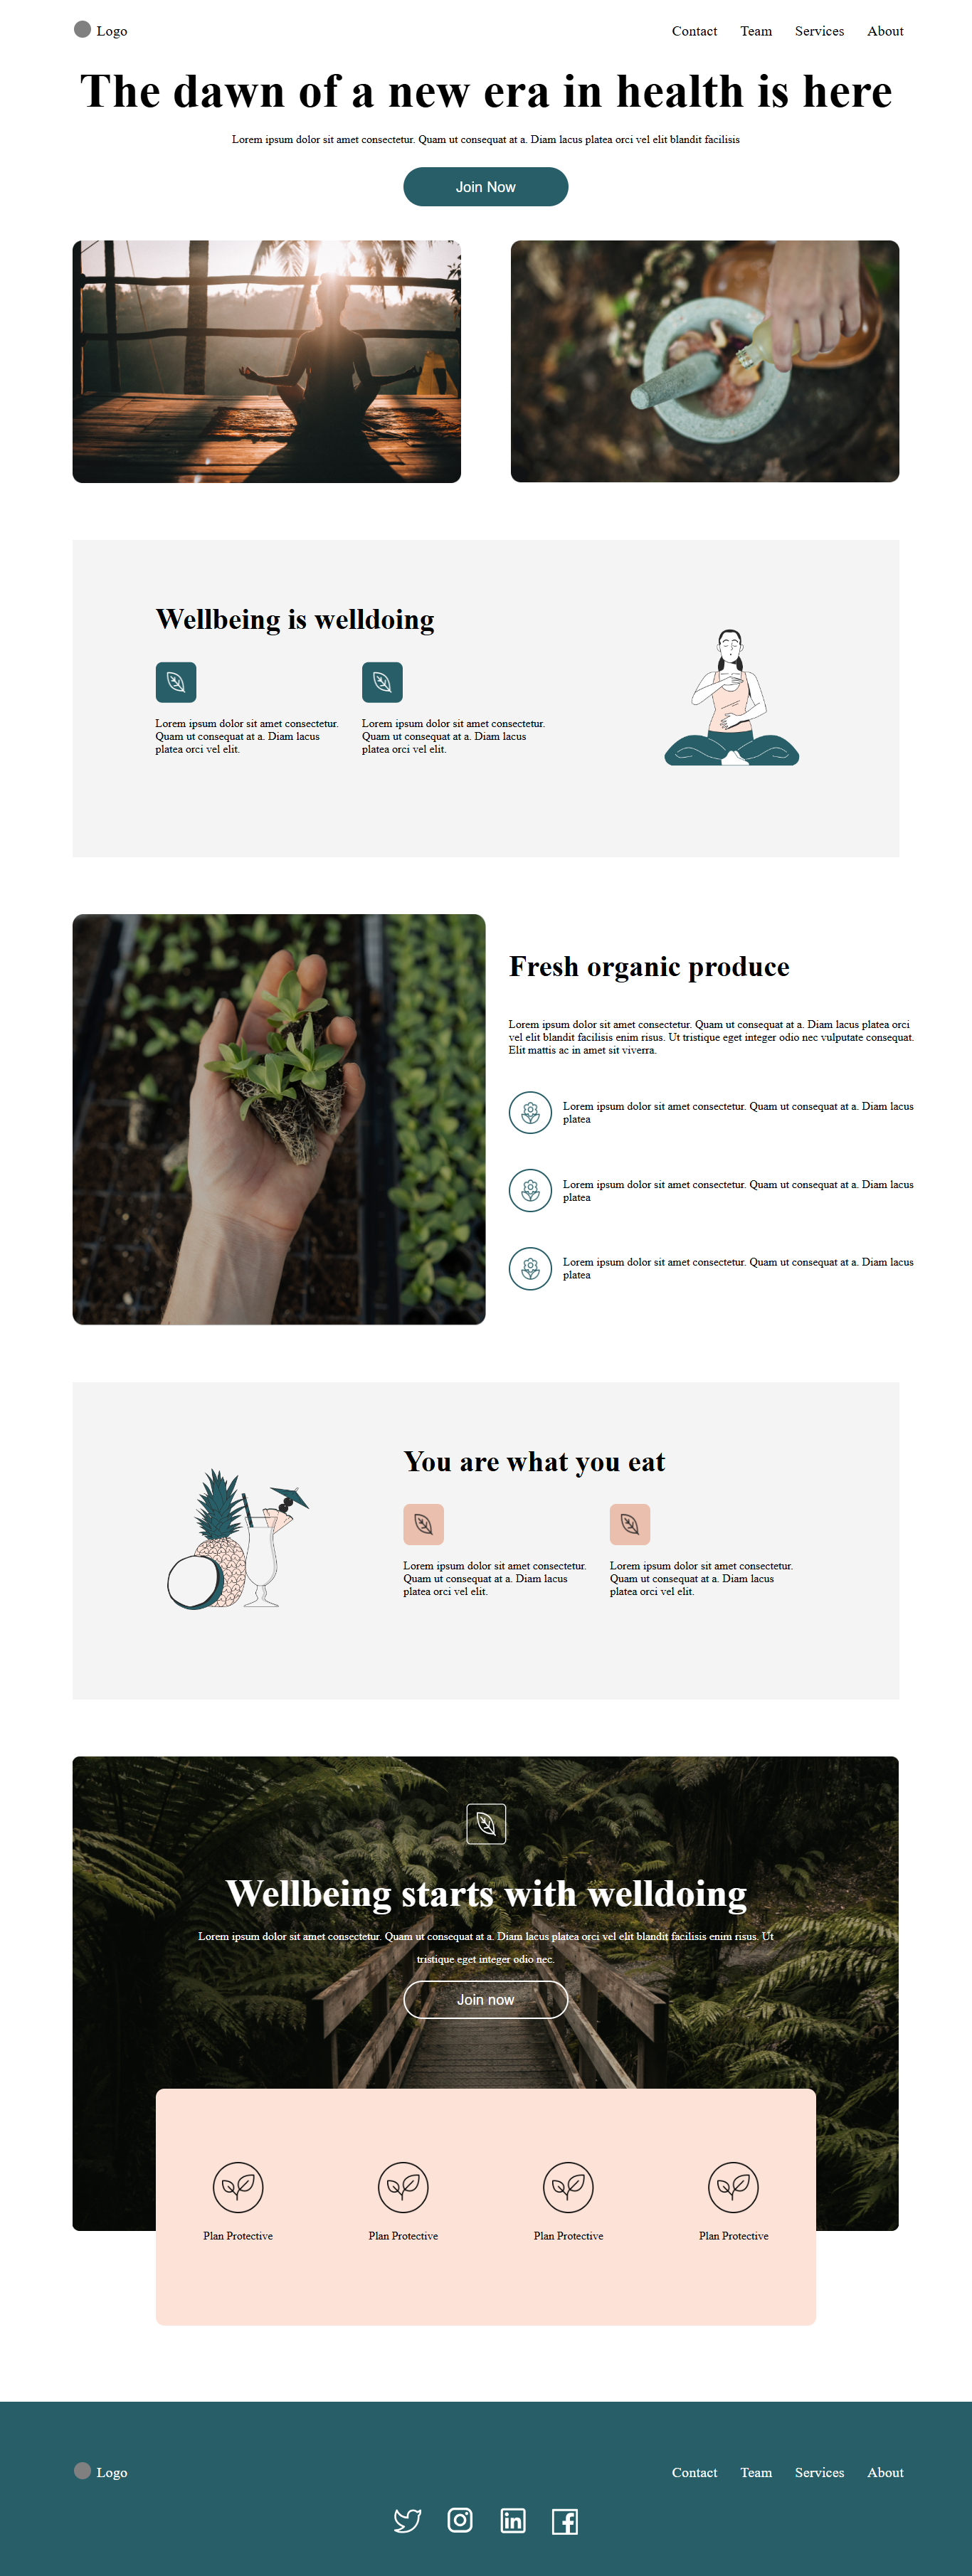 Logo
Contact Team Services About
The dawn of a new era in health is here
Lorem ipsum dolor sit amet consectetur. Quam ut consequat at a. Diam lacus platea orci vel elit blandit facilisis
Join Now
Wellbeing is welldoing
Lorem ipsum dolor sit amet consectetur.
Quam ut consequat at a. Diam lacus
platea orci vel elit.
Lorem ipsum dolor sit amet consectetur.
Quam ut consequat at a. Diam lacus
platea orci vel elit.
Fresh organic produce
Lorem ipsum dolor sit amet consectetur. Quam ut consequat at a. Diam lacus platea orci
vel elit blandit facilisis enim risus. Ut tristique eget integer odio nec vulputate consequat.
Elit mattis ac in amet sit viverra.
Lorem ipsum dolor sit amet consectetur. Quam ut consequat at a. Diam lacus
platea
Lorem ipsum dolor sit amet consectetur. Quam ut consequat at a. Diam lacus
platea
Lorem ipsum dolor sit amet consectetur. Quam ut consequat at a. Diam lacus
platea
You are what you eat
Lorem ipsum dolor sit amet consectetur.
Quam ut consequat at a. Diam lacus
platea orci vel elit.
Lorem ipsum dolor sit amet consectetur.
Quam ut consequat at a. Diam lacus
platea orci vel elit.
Wellbeing starts with welldoing
Lorem ipsum dolor sit amet consectetur. Quam ut consequat at a. Diam lacus platea orci vel elit blandit facilisis enim risus. Ut
tristique eget integer odio nec.
Join now
Plan Protective
Plan Protective
Plan Protective
Plan Protective
Logo
Contact Team Services About